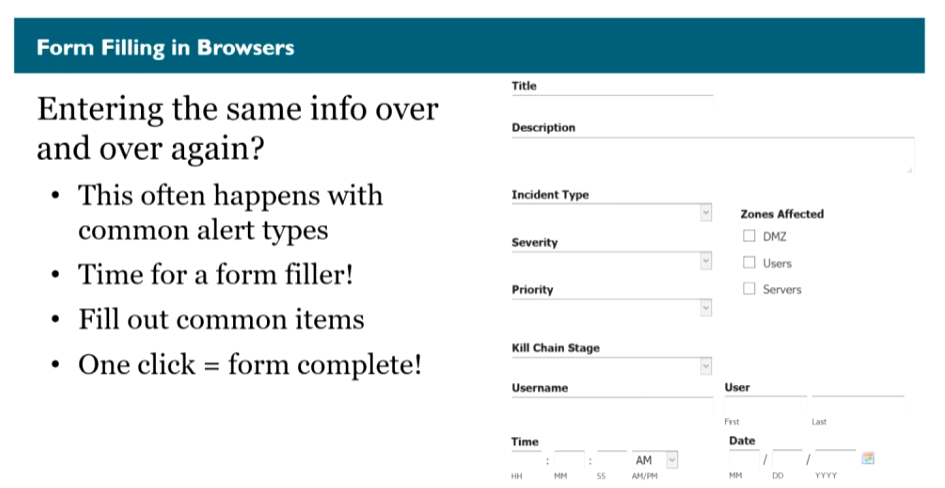 Form Filling in Browsers
Entering the same info over
and over again?
• This often happens with
common alert types
• Time for a form filler!
• Fill out common items
• One click = form complete!
Title
Description
Incident Type
Zones Affected
DMZ
Severity
Users
Priority
Servers
Kill Chain Stage
Username
User
First
Last
Time
Date
: : AM / /
HH MM SS AM/PM
MM DD YYYY